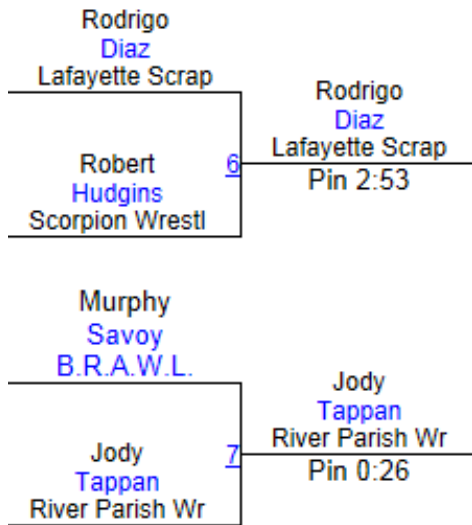 Rodrigo
Diaz
Lafayette Scrap
Rodrigo
Diaz
Lafayette Scrap
Robert
Hudgins
Scorpion Wrestl
6
Pin 2:53
Murphy
Savoy
B.R.A.W.L.
Jody
Tappan
River Parish Wr
Jody
Tappan
River Parish Wr
7
Pin 0:26